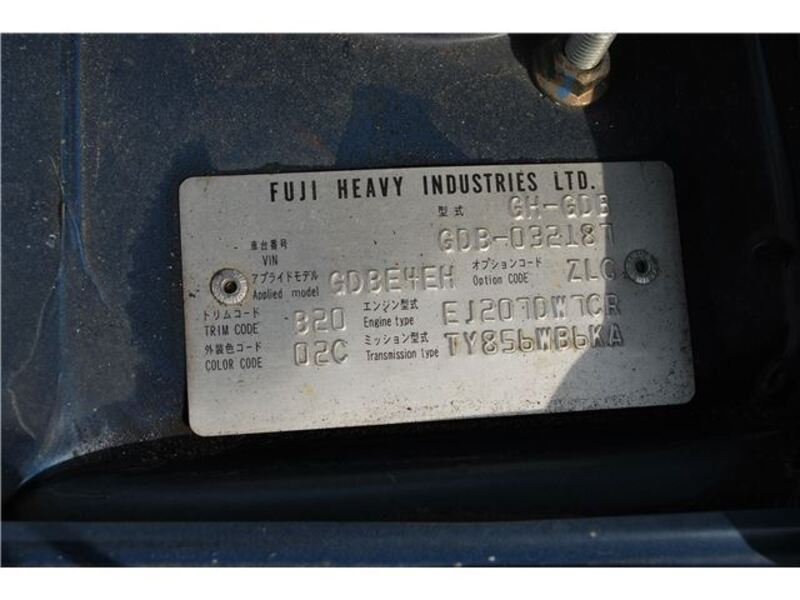 FUJI HEAVY INDUSTRIES LTD.
型式 GH-GDB
車台番号 VIN GDB-032187
アプライドモデル Applied model GDBE4EH オプションコード Option CODE ZLC
トリムコード TRIM CODE B20 エンジン型式 Engine type EJ207DW7CR
外装色コード COLOR CODE 02C ミッション型式 Transmission type TY856WB6KA